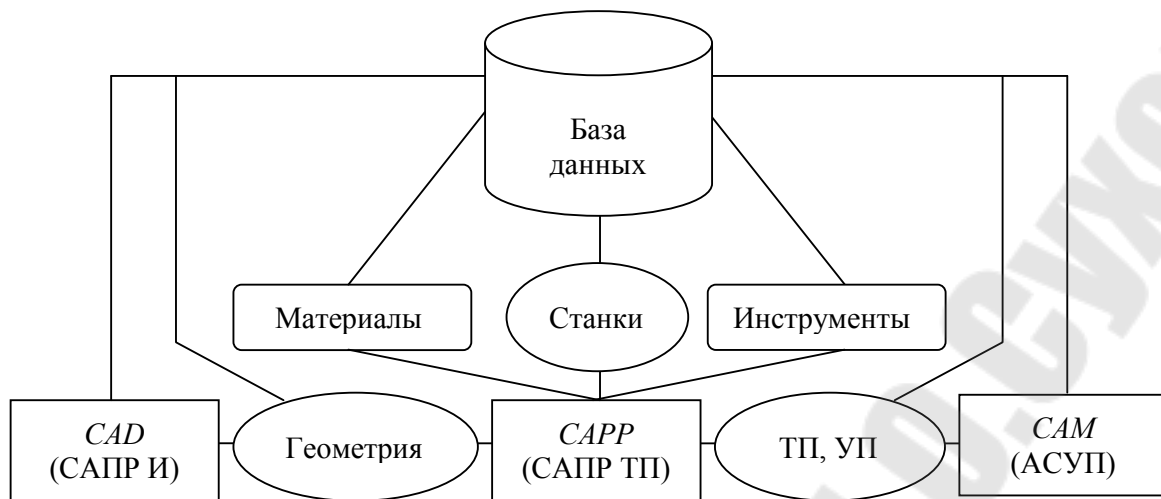 База
данных
Материалы
Станки
Инструменты
CAD
(САПР И)
Геометрия
CAPP
(САПР ТП)
ТП, УП
CAM
(АСУП)